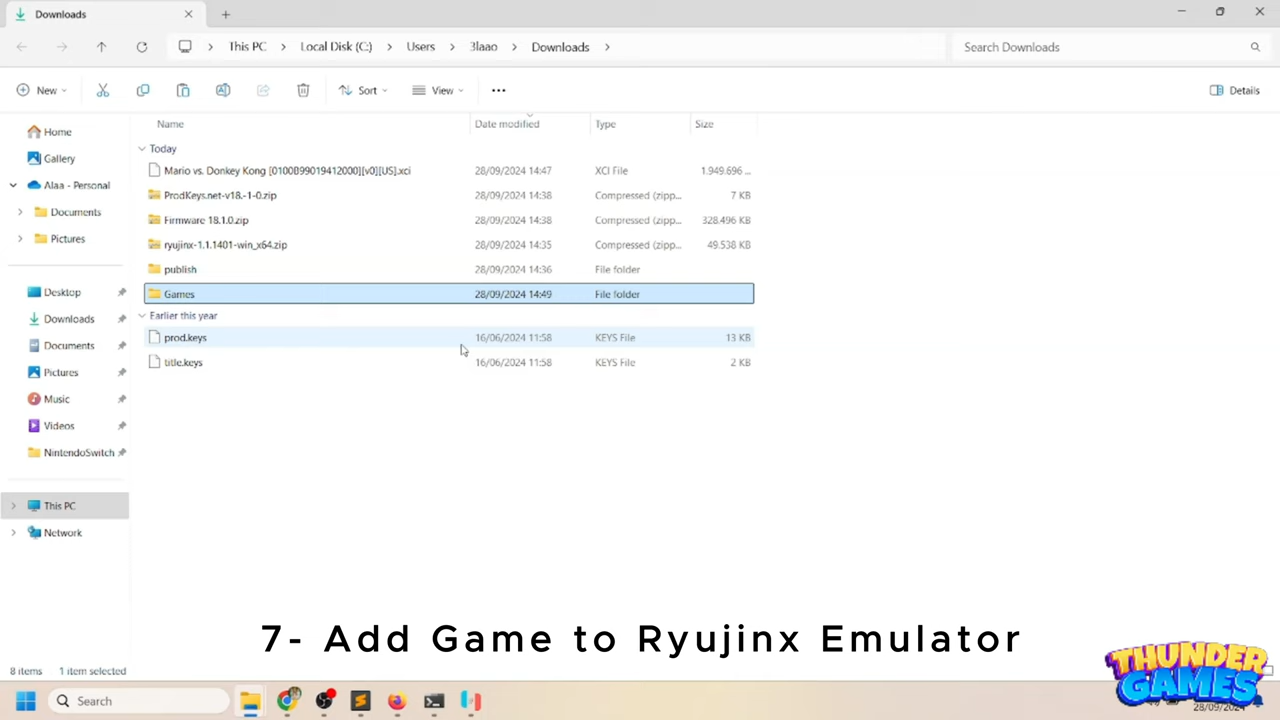 Downloads
This PC > Local Disk (C:) > Users > 3laao > Downloads >
Search Downloads
New
Sort
View
Details
Name Date modified Type Size
Home
Gallery
Alaa - Personal
Documents
Pictures
Desktop
Downloads
Documents
Pictures
Music
Videos
NintendoSwitch
This PC
Network
Today
Mario vs. Donkey Kong [0100B99019412000][v0][US].xci 28/09/2024 14:47 XCI File 1.949.696 ...
ProdKeys.net-v18.-1-0.zip 28/09/2024 14:38 Compressed (zipp... 7 KB
Firmware 18.1.0.zip 28/09/2024 14:38 Compressed (zipp... 328.496 KB
ryujinx-1.1.1401-win_x64.zip 28/09/2024 14:35 Compressed (zipp... 49.538 KB
publish 28/09/2024 14:36 File folder
Games 28/09/2024 14:49 File folder
Earlier this year
prod.keys 16/06/2024 11:58 KEYS File 13 KB
title.keys 16/06/2024 11:58 KEYS File 2 KB
7- Add Game to Ryujinx Emulator
THUNDER
GAMES
8 items 1 item selected
Search
28/09/2024